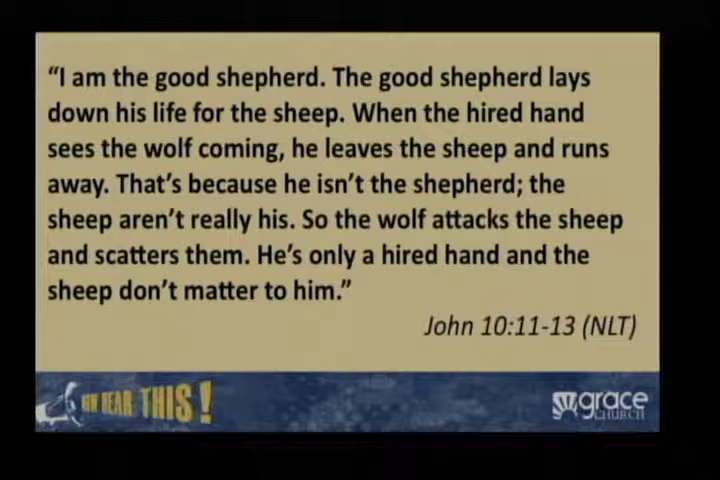 “I am the good shepherd. The good shepherd lays
down his life for the sheep. When the hired hand
sees the wolf coming, he leaves the sheep and runs
away. That’s because he isn’t the shepherd; the
sheep aren’t really his. So the wolf attacks the sheep
and scatters them. He’s only a hired hand and the
sheep don’t matter to him.”
John 10:11-13 (NLT)
NOW HEAR THIS!
grace
CHURCH